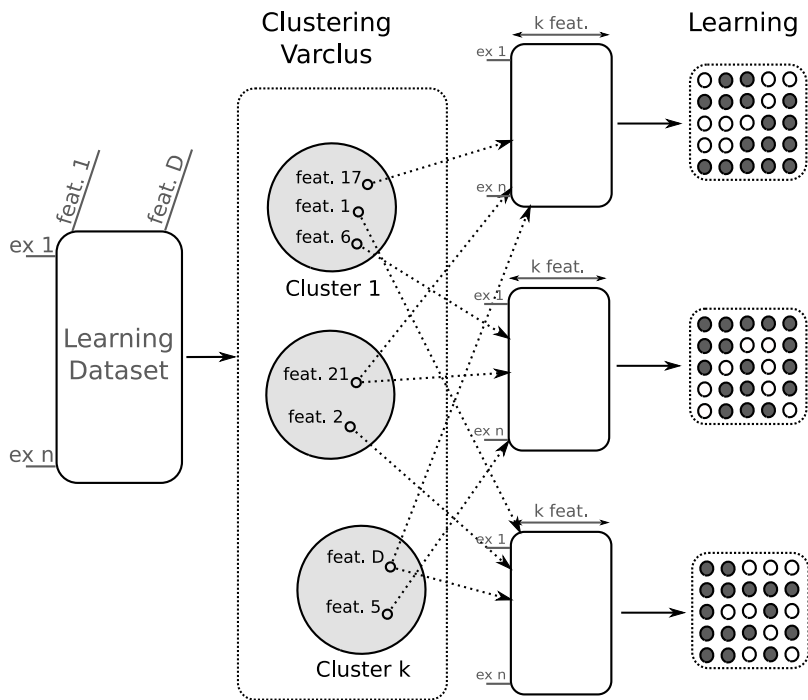 Clustering
Varclus
Learning
feat. 1
feat. D
ex 1
ex n
Learning
Dataset
feat. 17
feat. 1
feat. 6
Cluster 1
feat. 21
feat. 2
feat. D
feat. 5
Cluster k
k feat.
ex 1
ex n
k feat.
ex 1
ex n
k feat.
ex 1
ex n